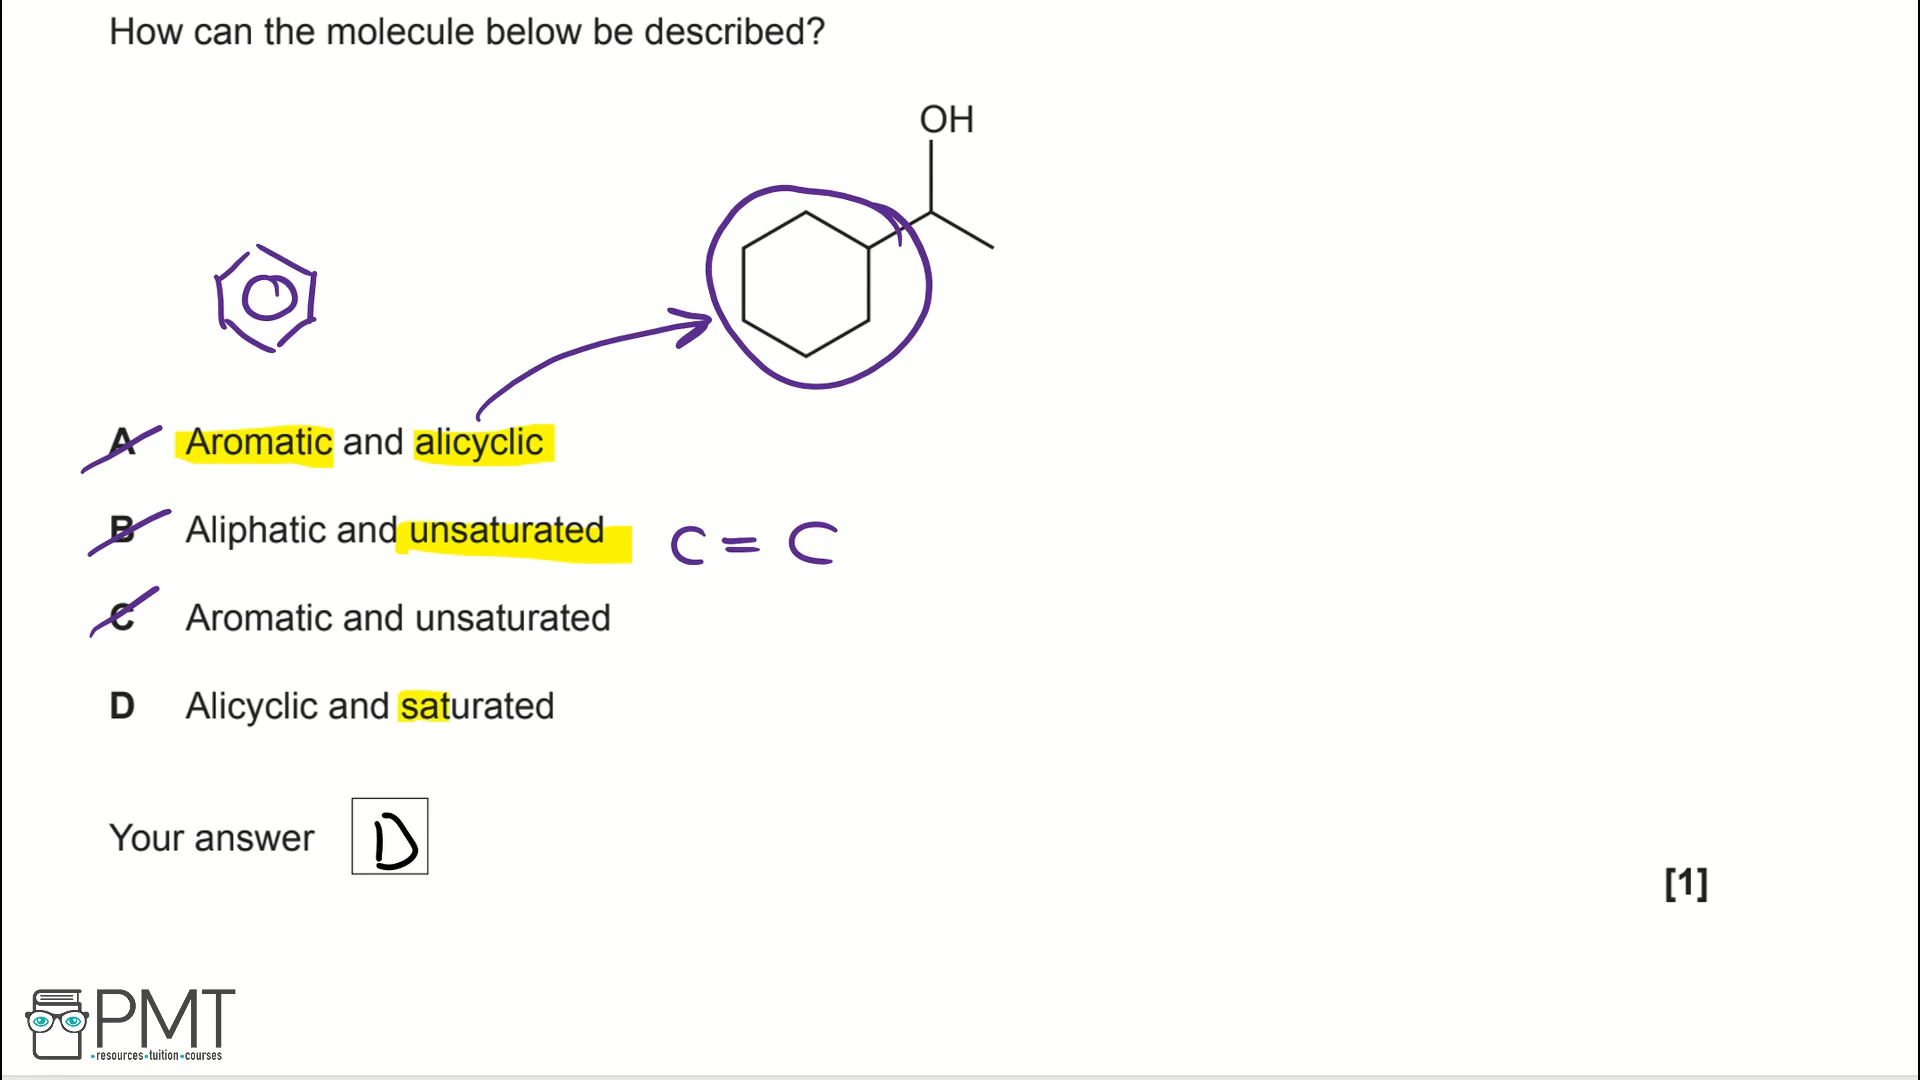 How can the molecule below be described?
OH
A Aromatic and alicyclic
B Aliphatic and unsaturated C = C
C Aromatic and unsaturated
D Alicyclic and saturated
Your answer D
[1]
PMT
•resources•tuition•courses